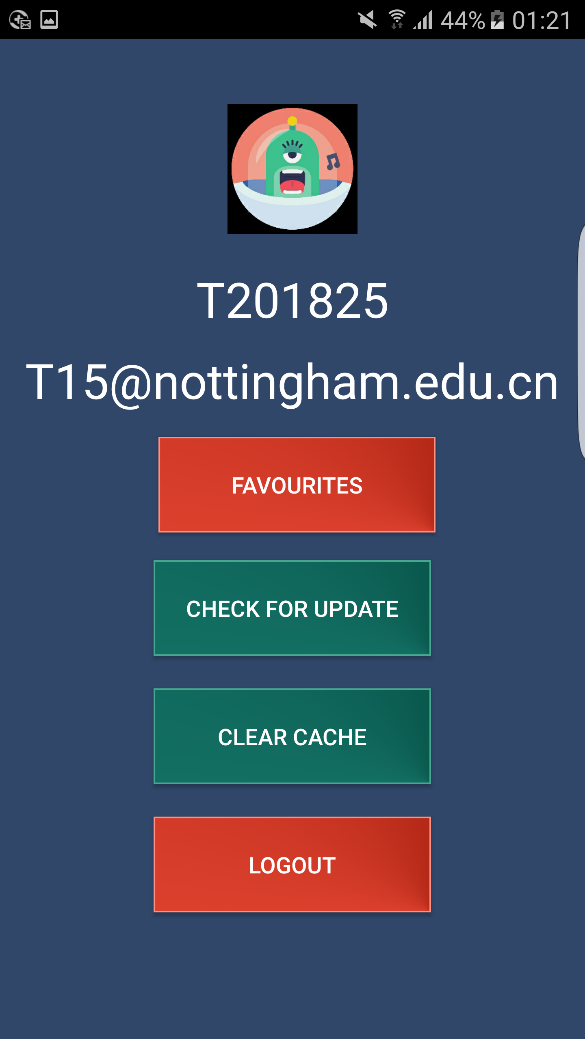 44% 01:21
T201825
T15@nottingham.edu.cn
FAVOURITES
CHECK FOR UPDATE
CLEAR CACHE
LOGOUT